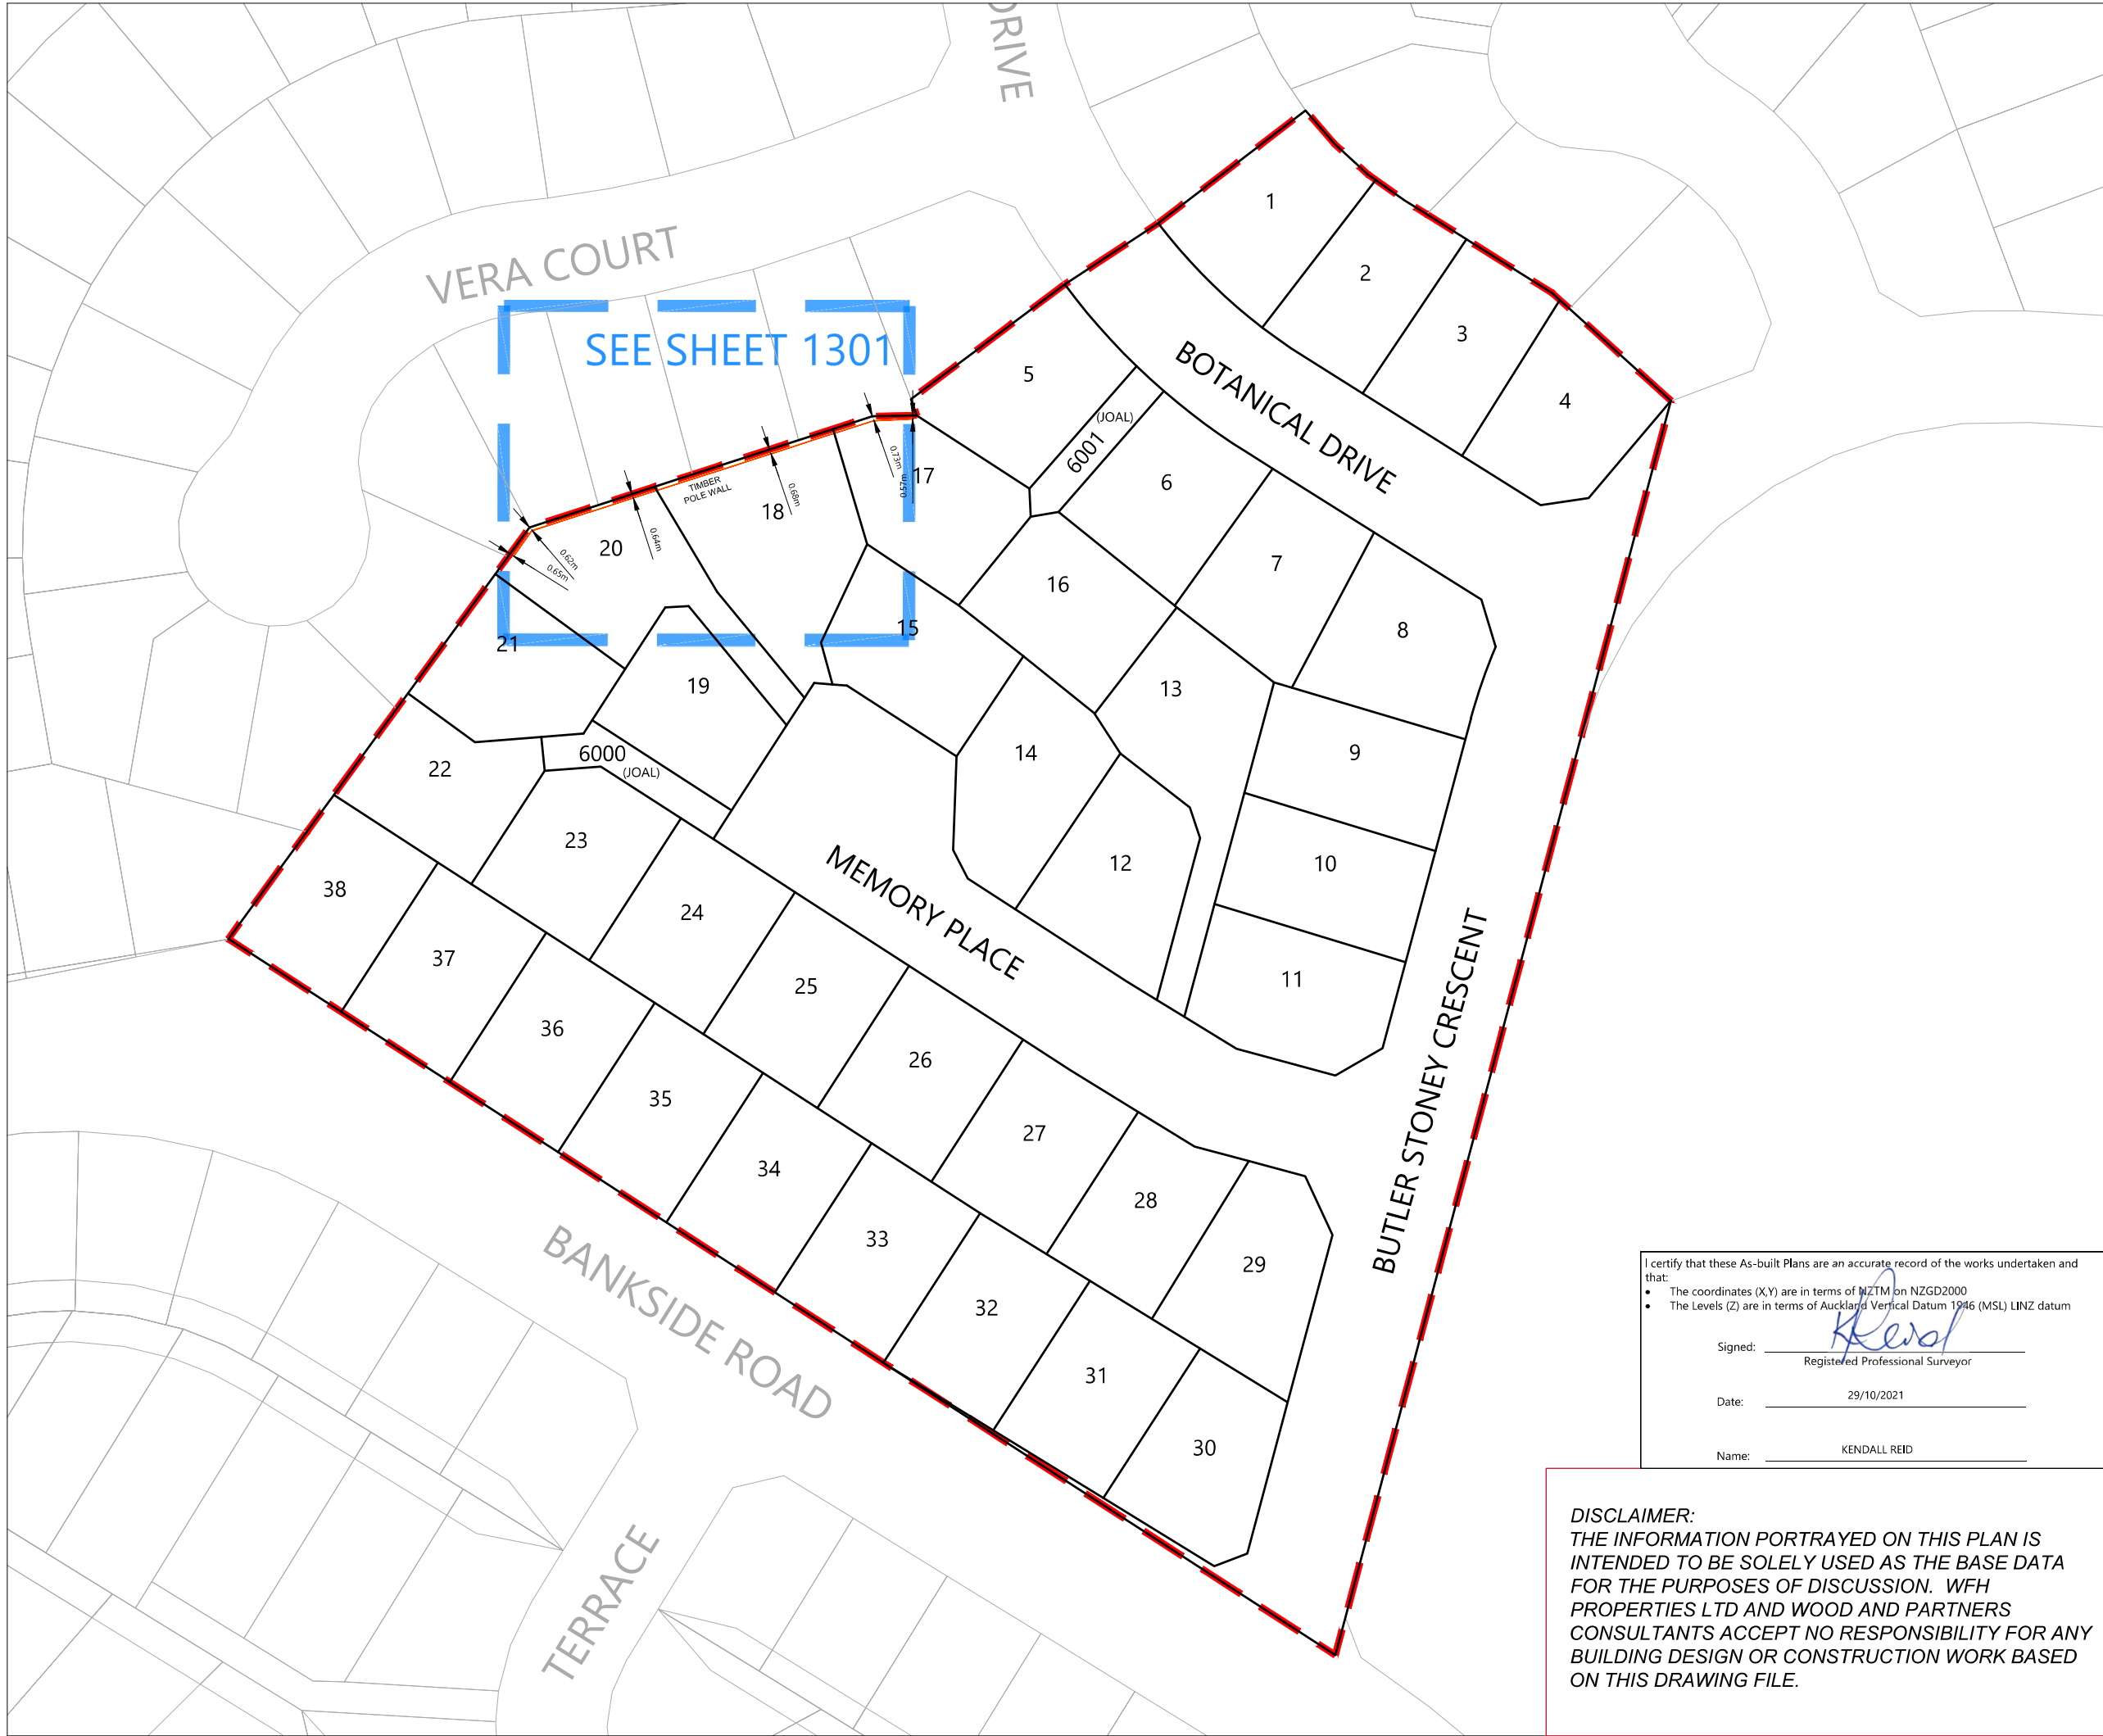 DRIVE
VERA COURT
SEE SHEET 1301
BOTANICAL DRIVE
1
2
3
4
5
6001
(JOAL)
6
7
8
9
10
11
12
13
14
15
16
17
18
19
20
21
22
TIMBER
POLE WALL
0.73m
0.57m
0.68m
0.64m
0.62m
0.65m
6000
(JOAL)
23
24
25
26
27
28
29
30
31
32
33
34
35
36
37
38
MEMORY PLACE
BUTLER STONEY CRESCENT
BANKSIDE ROAD
TERRACE
I certify that these As-built Plans are an accurate record of the works undertaken and
that:
• The coordinates (X,Y) are in terms of NZTM on NZGD2000
• The Levels (Z) are in terms of Auckland Vertical Datum 1946 (MSL) LINZ datum
Signed: KReid
Registered Professional Surveyor
Date: 29/10/2021
Name: KENDALL REID
DISCLAIMER:
THE INFORMATION PORTRAYED ON THIS PLAN IS
INTENDED TO BE SOLELY USED AS THE BASE DATA
FOR THE PURPOSES OF DISCUSSION. WFH
PROPERTIES LTD AND WOOD AND PARTNERS
CONSULTANTS ACCEPT NO RESPONSIBILITY FOR ANY
BUILDING DESIGN OR CONSTRUCTION WORK BASED
ON THIS DRAWING FILE.